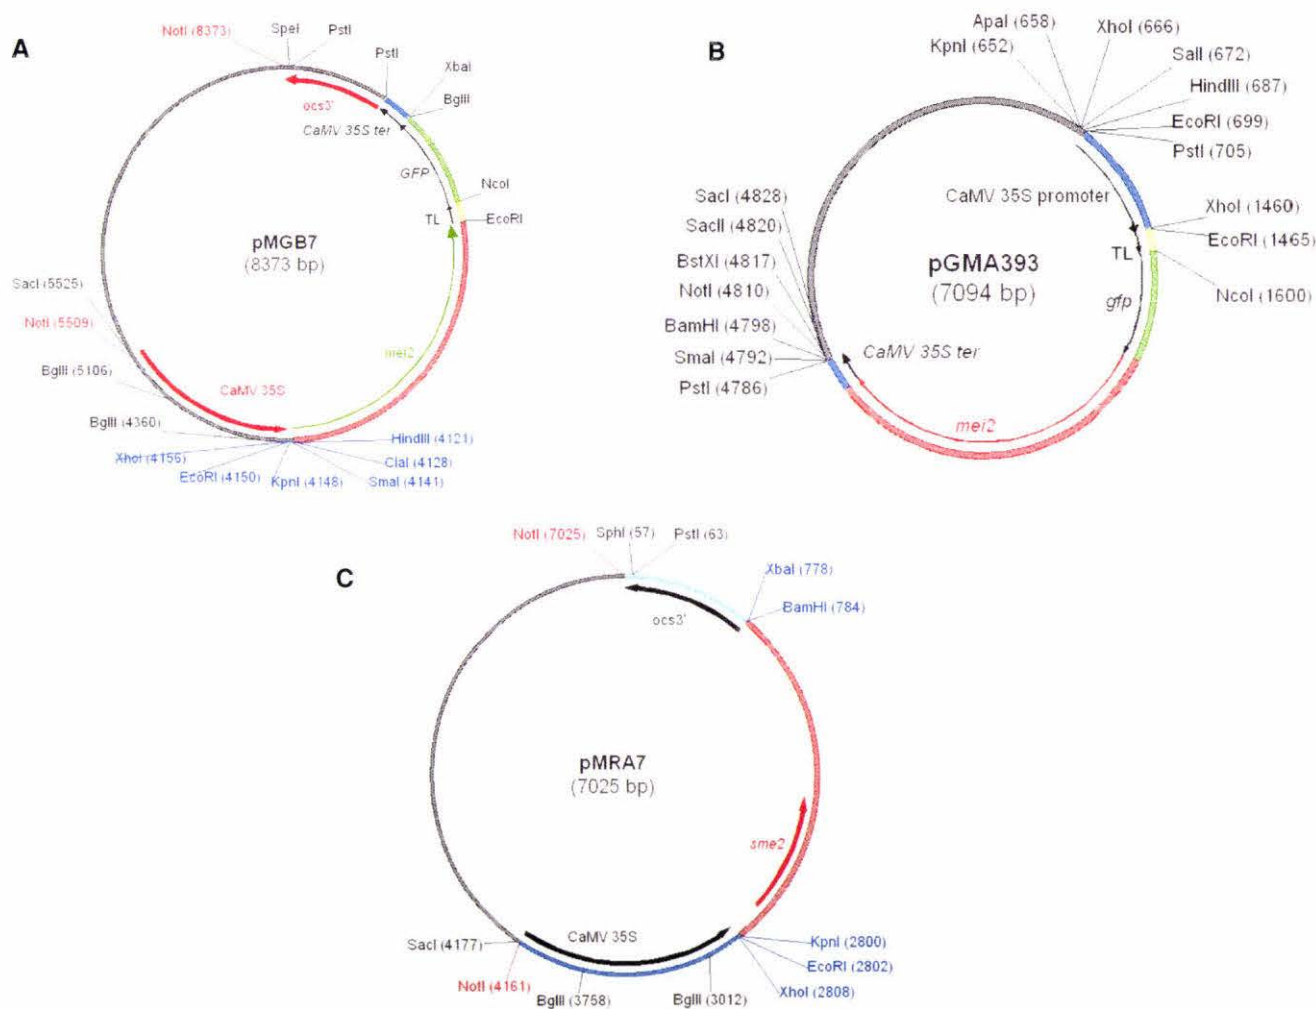 A
NotI (8373)
SpeI
PstI
PstI
XbaI
BglII
ocs3'
CaMV 35S ter
GFP
NcoI
TL
EcoRI
pMGB7
(8373 bp)
SacI (5525)
NotI (5509)
mei2
BglII (5106)
CaMV 35S
BglII (4360)
HindIII (4121)
XhoI (4156)
ClaI (4128)
EcoRI (4150)
KpnI (4148)
SmaI (4141)
B
ApaI (658)
XhoI (666)
KpnI (652)
SalI (672)
HindIII (687)
EcoRI (699)
PstI (705)
CaMV 35S promoter
SacI (4828)
XhoI (1460)
SacII (4820)
EcoRI (1465)
TL
BstXI (4817)
pGMA393
(7094 bp)
gfp
NcoI (1600)
NotI (4810)
BamHI (4798)
CaMV 35S ter
SmaI (4792)
PstI (4786)
mei2
C
NotI (7025)
SphI (57)
PstI (63)
XbaI (778)
BamHI (784)
ocs3'
pMRA7
(7025 bp)
sme2
CaMV 35S
SacI (4177)
KpnI (2800)
EcoRI (2802)
NotI (4161)
XhoI (2808)
BglII (3758)
BglII (3012)